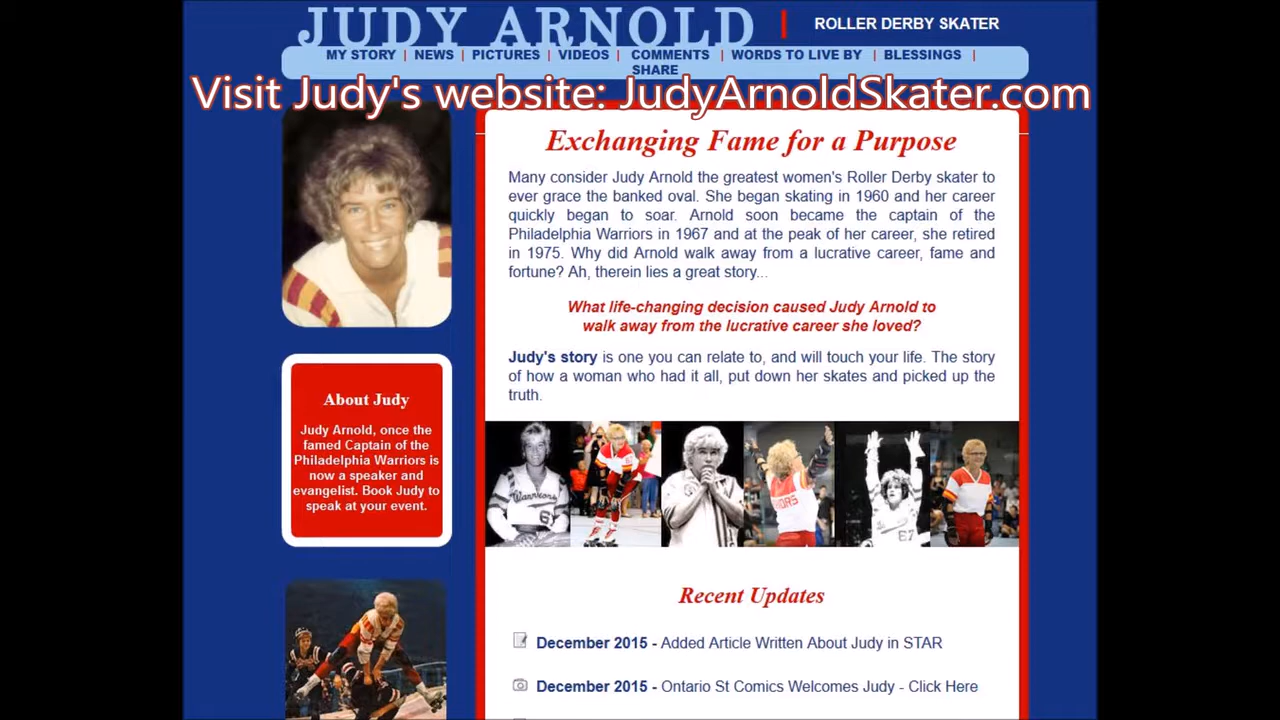 JUDY ARNOLD | ROLLER DERBY SKATER
MY STORY | NEWS | PICTURES | VIDEOS | COMMENTS | WORDS TO LIVE BY | BLESSINGS |
SHARE
Visit Judy's website: JudyArnoldSkater.com
Exchanging Fame for a Purpose
Many consider Judy Arnold the greatest women's Roller Derby skater to
ever grace the banked oval. She began skating in 1960 and her career
quickly began to soar. Arnold soon became the captain of the
Philadelphia Warriors in 1967 and at the peak of her career, she retired
in 1975. Why did Arnold walk away from a lucrative career, fame and
fortune? Ah, therein lies a great story...
What life-changing decision caused Judy Arnold to
walk away from the lucrative career she loved?
Judy's story is one you can relate to, and will touch your life. The story
of how a woman who had it all, put down her skates and picked up the
truth.
About Judy
Judy Arnold, once the
famed Captain of the
Philadelphia Warriors is
now a speaker and
evangelist. Book Judy to
speak at your event.
Warriors
67
Recent Updates
December 2015 - Added Article Written About Judy in STAR
December 2015 - Ontario St Comics Welcomes Judy - Click Here